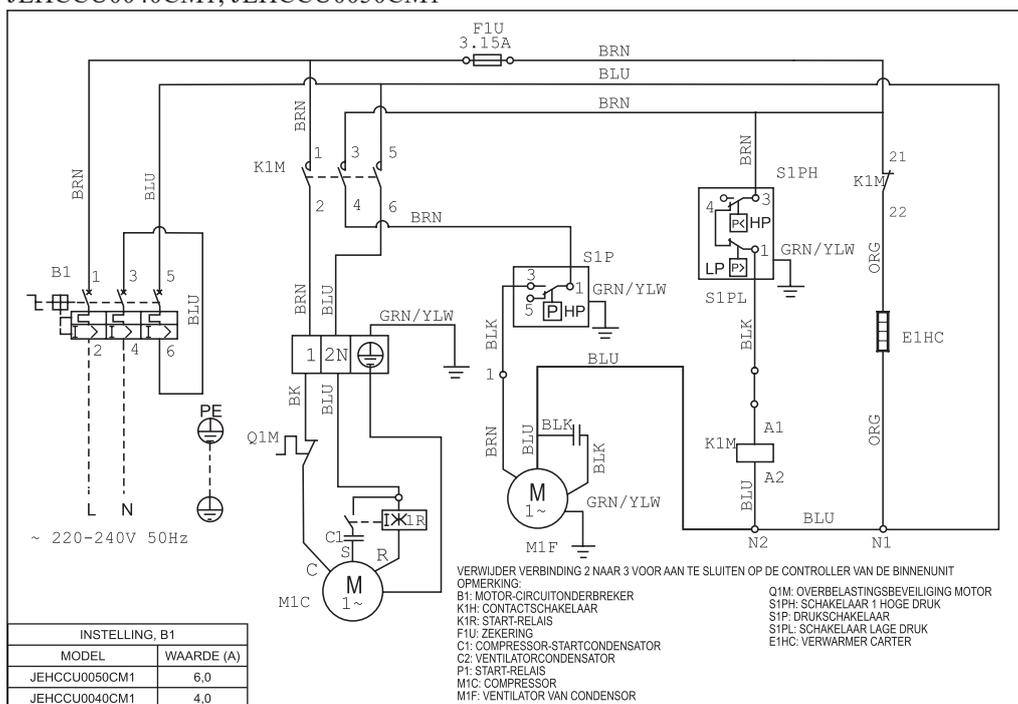 JEHCCU0040CM1, JEHCCU0050CM1
F1U
3.15A
BRN
BLU
BRN
BRN
BLU
BRN
K1M
1
3
5
2
4
6
BRN
BRN
S1PH
4
3
HP
P<
1
LP
P>
GRN/YLW
S1PL
21
K1M
22
ORG
B1
1
3
5
BLU
2
4
6
BRN
BLU
GRN/YLW
S1P
3
1
5
P
HP
GRN/YLW
BLK
BLK
E1HC
1
2N
BK
BLU
1
BLU
PE
Q1M
BRN
BLU
BLK
BLK
A1
K1M
A2
ORG
L
N
~ 220-240V 50Hz
I
1R
C1
S
R
C
M
1~
M1C
M
1~
GRN/YLW
M1F
BLU
BLU
N2
N1
VERWIJDER VERBINDING 2 NAAR 3 VOOR AAN TE SLUITEN OP DE CONTROLLER VAN DE BINNENUNIT
OPMERKING:
B1: MOTOR-CIRCUITONDERBREKER
K1H: CONTACTSCHAKELAAR
K1R: START-RELAIS
F1U: ZEKERING
C1: COMPRESSOR-STARTCONDENSATOR
C2: VENTILATORCONDENSATOR
P1: START-RELAIS
M1C: COMPRESSOR
M1F: VENTILATOR VAN CONDENSOR
Q1M: OVERBELASTINGSBEVEILIGING MOTOR
S1PH: SCHAKELAAR 1 HOGE DRUK
S1P: DRUKSCHAKELAAR
S1PL: SCHAKELAAR LAGE DRUK
E1HC: VERWARMER CARTER
INSTELLING, B1
MODEL WAARDE (A)
JEHCCU0050CM1 6,0
JEHCCU0040CM1 4,0